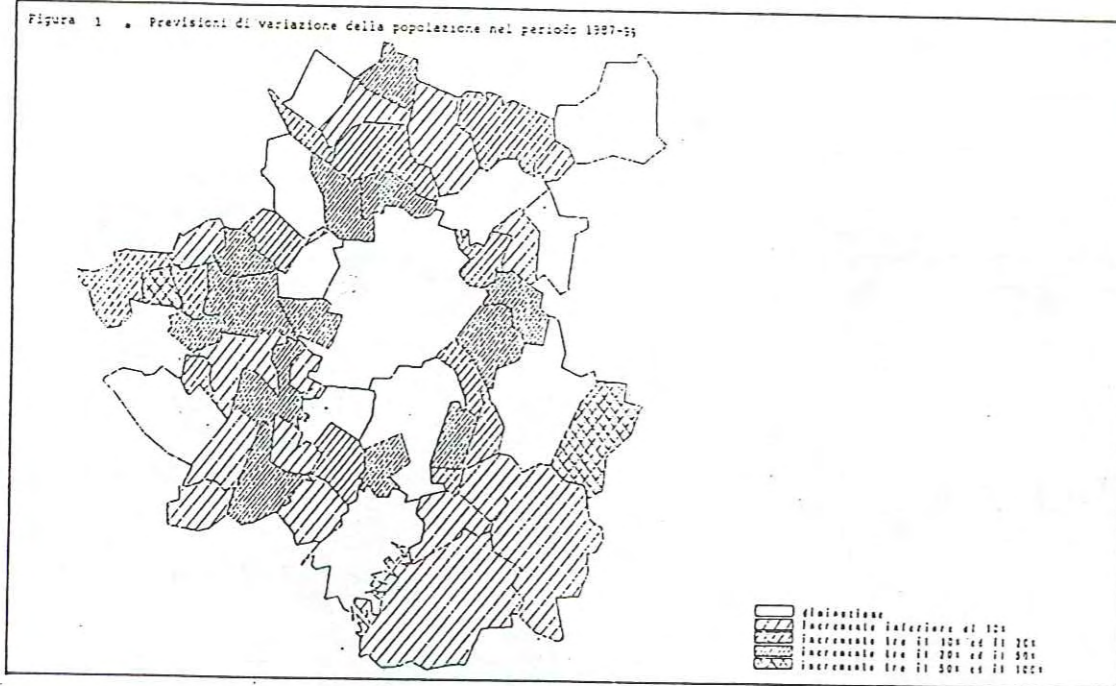 Figura 1 . Previsioni di variazione della popolazione nel periodo 1987-99
diminuzione
incremento inferiore al 10%
incremento tra il 10% ed il 20%
incremento tra il 20% ed il 50%
incremento tra il 50% ed il 100%